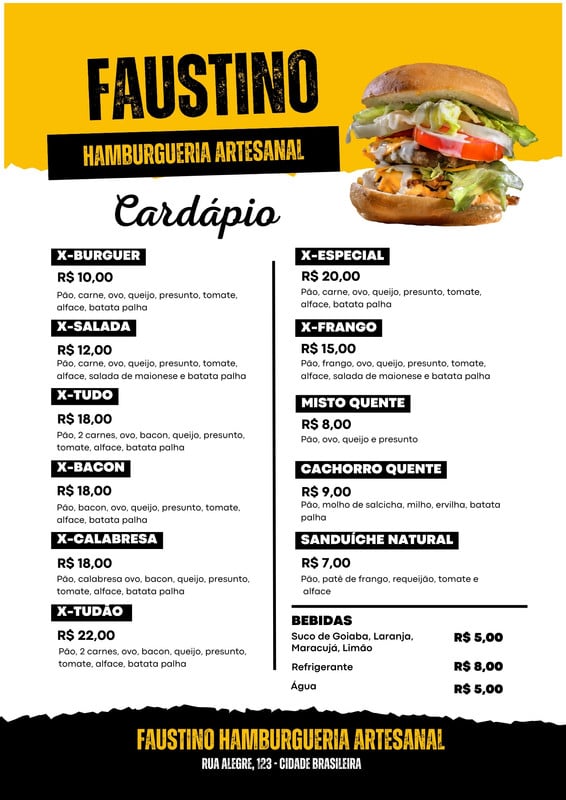 FAUSTINO
HAMBURGUERIA ARTESANAL
Cardápio
X-BURGUER
R$ 10,00
Pão, carne, ovo, queijo, presunto, tomate,
alface, batata palha
X-SALADA
R$ 12,00
Pão, carne, ovo, queijo, presunto, tomate,
alface, salada de maionese e batata palha
X-TUDO
R$ 18,00
Pão, 2 carnes, ovo, bacon, queijo, presunto,
tomate, alface, batata palha
X-BACON
R$ 18,00
Pão, bacon, ovo, queijo, presunto, tomate,
alface, batata palha
X-CALABRESA
R$ 18,00
Pão, calabresa ovo, bacon, queijo, presunto,
tomate, alface, batata palha
X-TUDÃO
R$ 22,00
Pão, 2 carnes, ovo, bacon, queijo, presunto,
tomate, alface, batata palha
X-ESPECIAL
R$ 20,00
Pão, carne, ovo, queijo, presunto, tomate,
alface, batata palha
X-FRANGO
R$ 15,00
Pão, frango, ovo, queijo, presunto, tomate,
alface, salada de maionese e batata palha
MISTO QUENTE
R$ 8,00
Pão, ovo, queijo e presunto
CACHORRO QUENTE
R$ 9,00
Pão, molho de salcicha, milho, ervilha, batata
palha
SANDUÍCHE NATURAL
R$ 7,00
Pão, patê de frango, requeijão, tomate e
alface
BEBIDAS
Suco de Goiaba, Laranja,
Maracujá, Limão R$ 5,00
Refrigerante R$ 8,00
Água R$ 5,00
FAUSTINO HAMBURGUERIA ARTESANAL
RUA ALEGRE, 123 - CIDADE BRASILEIRA